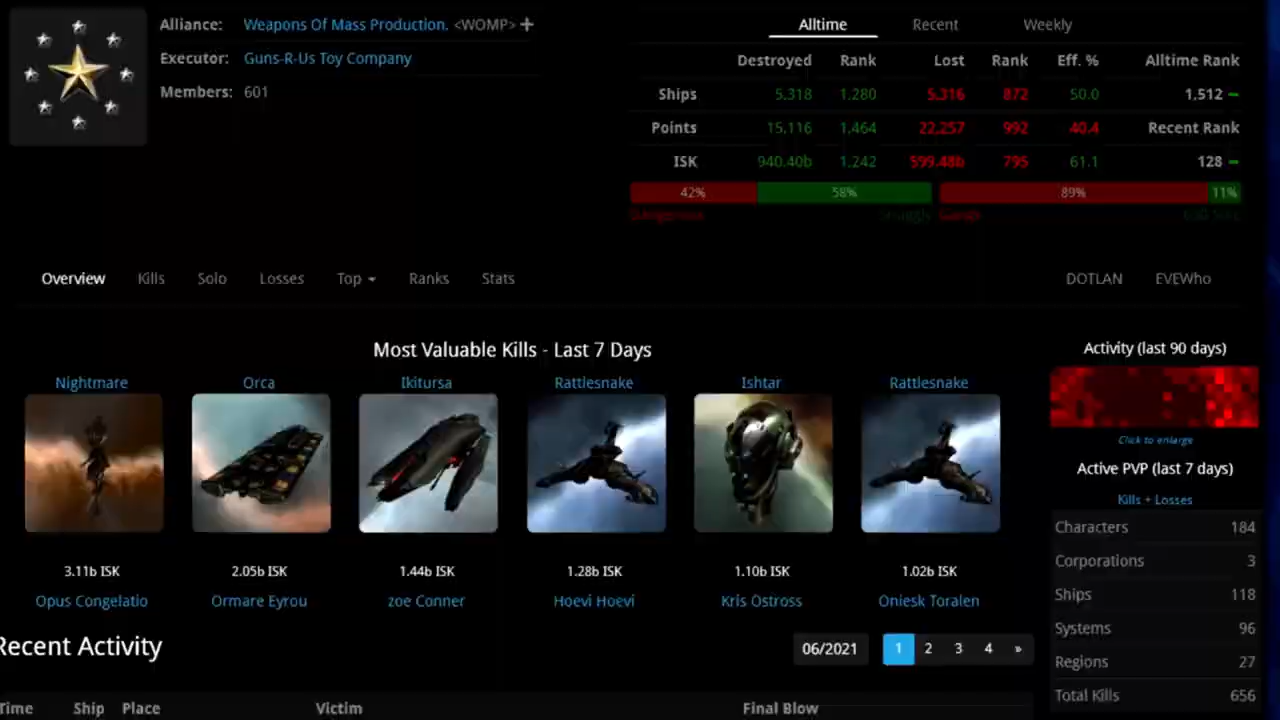 Alliance: Weapons Of Mass Production. <WOMP> +
Executor: Guns-R-Us Toy Company
Members: 601
Alltime Recent Weekly
Destroyed Rank Lost Rank Eff. % Alltime Rank
Ships 5,318 1,280 5,316 872 50.0 1,512
Points 15,116 1,464 22,257 992 40.4 Recent Rank
ISK 940.40b 1,242 599.48b 795 61.1 128
42% 58% 89% 11%
Dangerous Snuggly Gangs
Overview Kills Solo Losses Top Ranks Stats DOTLAN EVEWho
Most Valuable Kills - Last 7 Days
Nightmare Orca Ikitursa Rattlesnake Ishtar Rattlesnake
3.11b ISK 2.05b ISK 1.44b ISK 1.28b ISK 1.10b ISK 1.02b ISK
Opus Congelatio Ormare Eyrou zoe Conner Hoevi Hoevi Kris Ostross Oniesk Toralen
Activity (last 90 days)
Click to enlarge
Active PVP (last 7 days)
Kills + Losses
Characters 184
Corporations 3
Ships 118
Systems 96
Regions 27
Total Kills 656
Recent Activity
06/2021 1 2 3 4 »
Time Ship Place Victim Final Blow